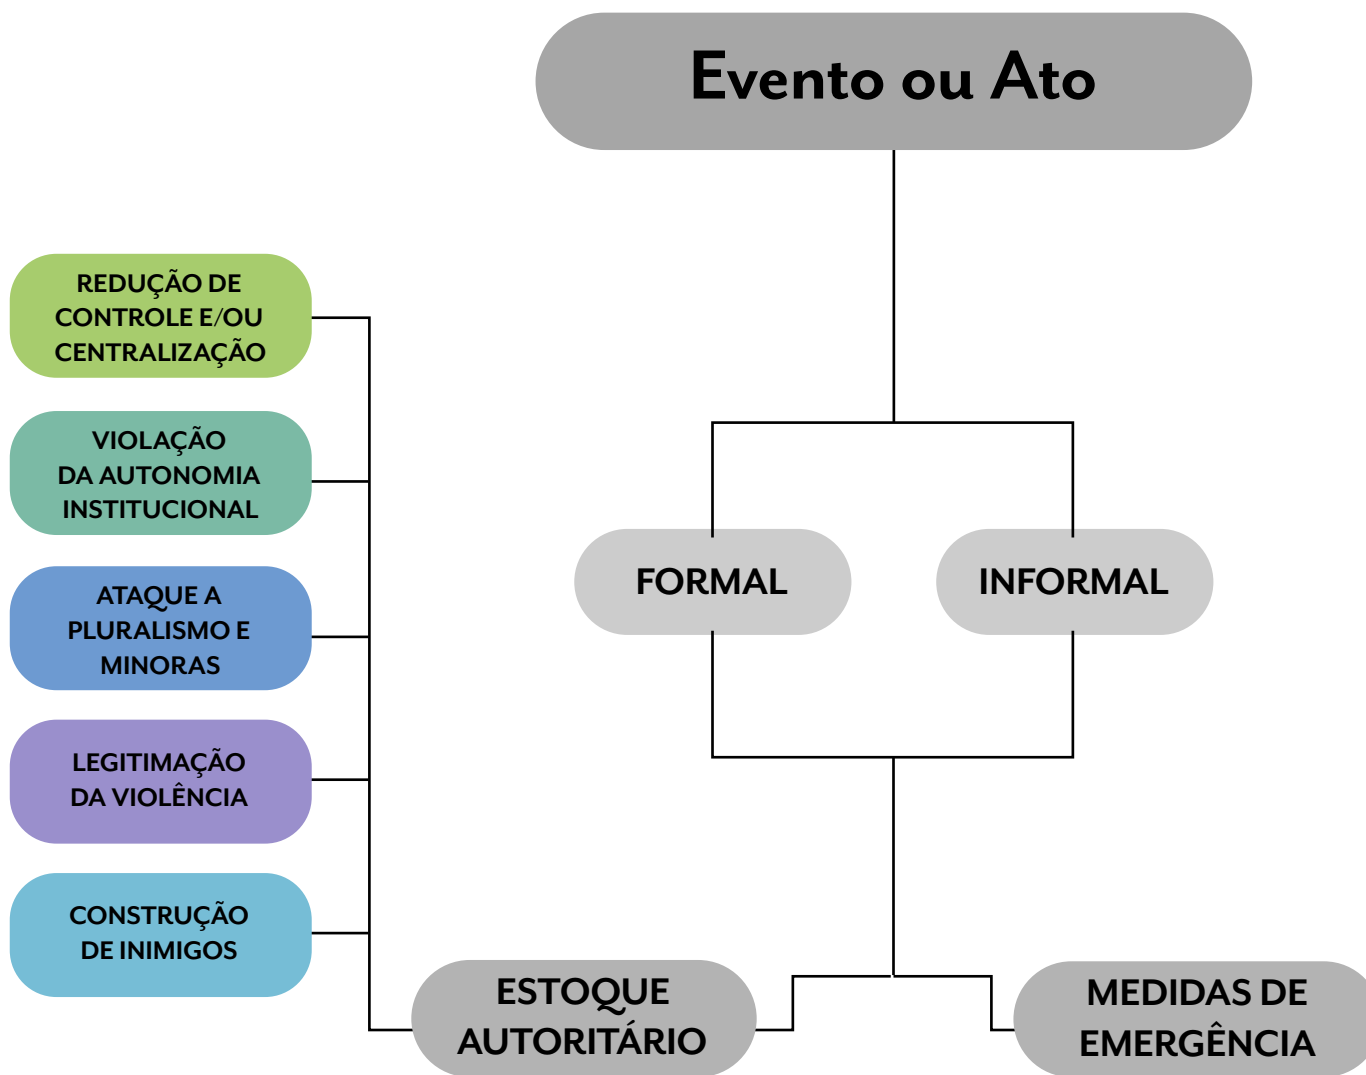 Evento ou Ato
REDUÇÃO DE
CONTROLE E/OU
CENTRALIZAÇÃO
VIOLAÇÃO
DA AUTONOMIA
INSTITUCIONAL
ATAQUE A
PLURALISMO E
MINORAS
LEGITIMAÇÃO
DA VIOLÊNCIA
CONSTRUÇÃO
DE INIMIGOS
FORMAL
INFORMAL
ESTOQUE
AUTORITÁRIO
MEDIDAS DE
EMERGÊNCIA